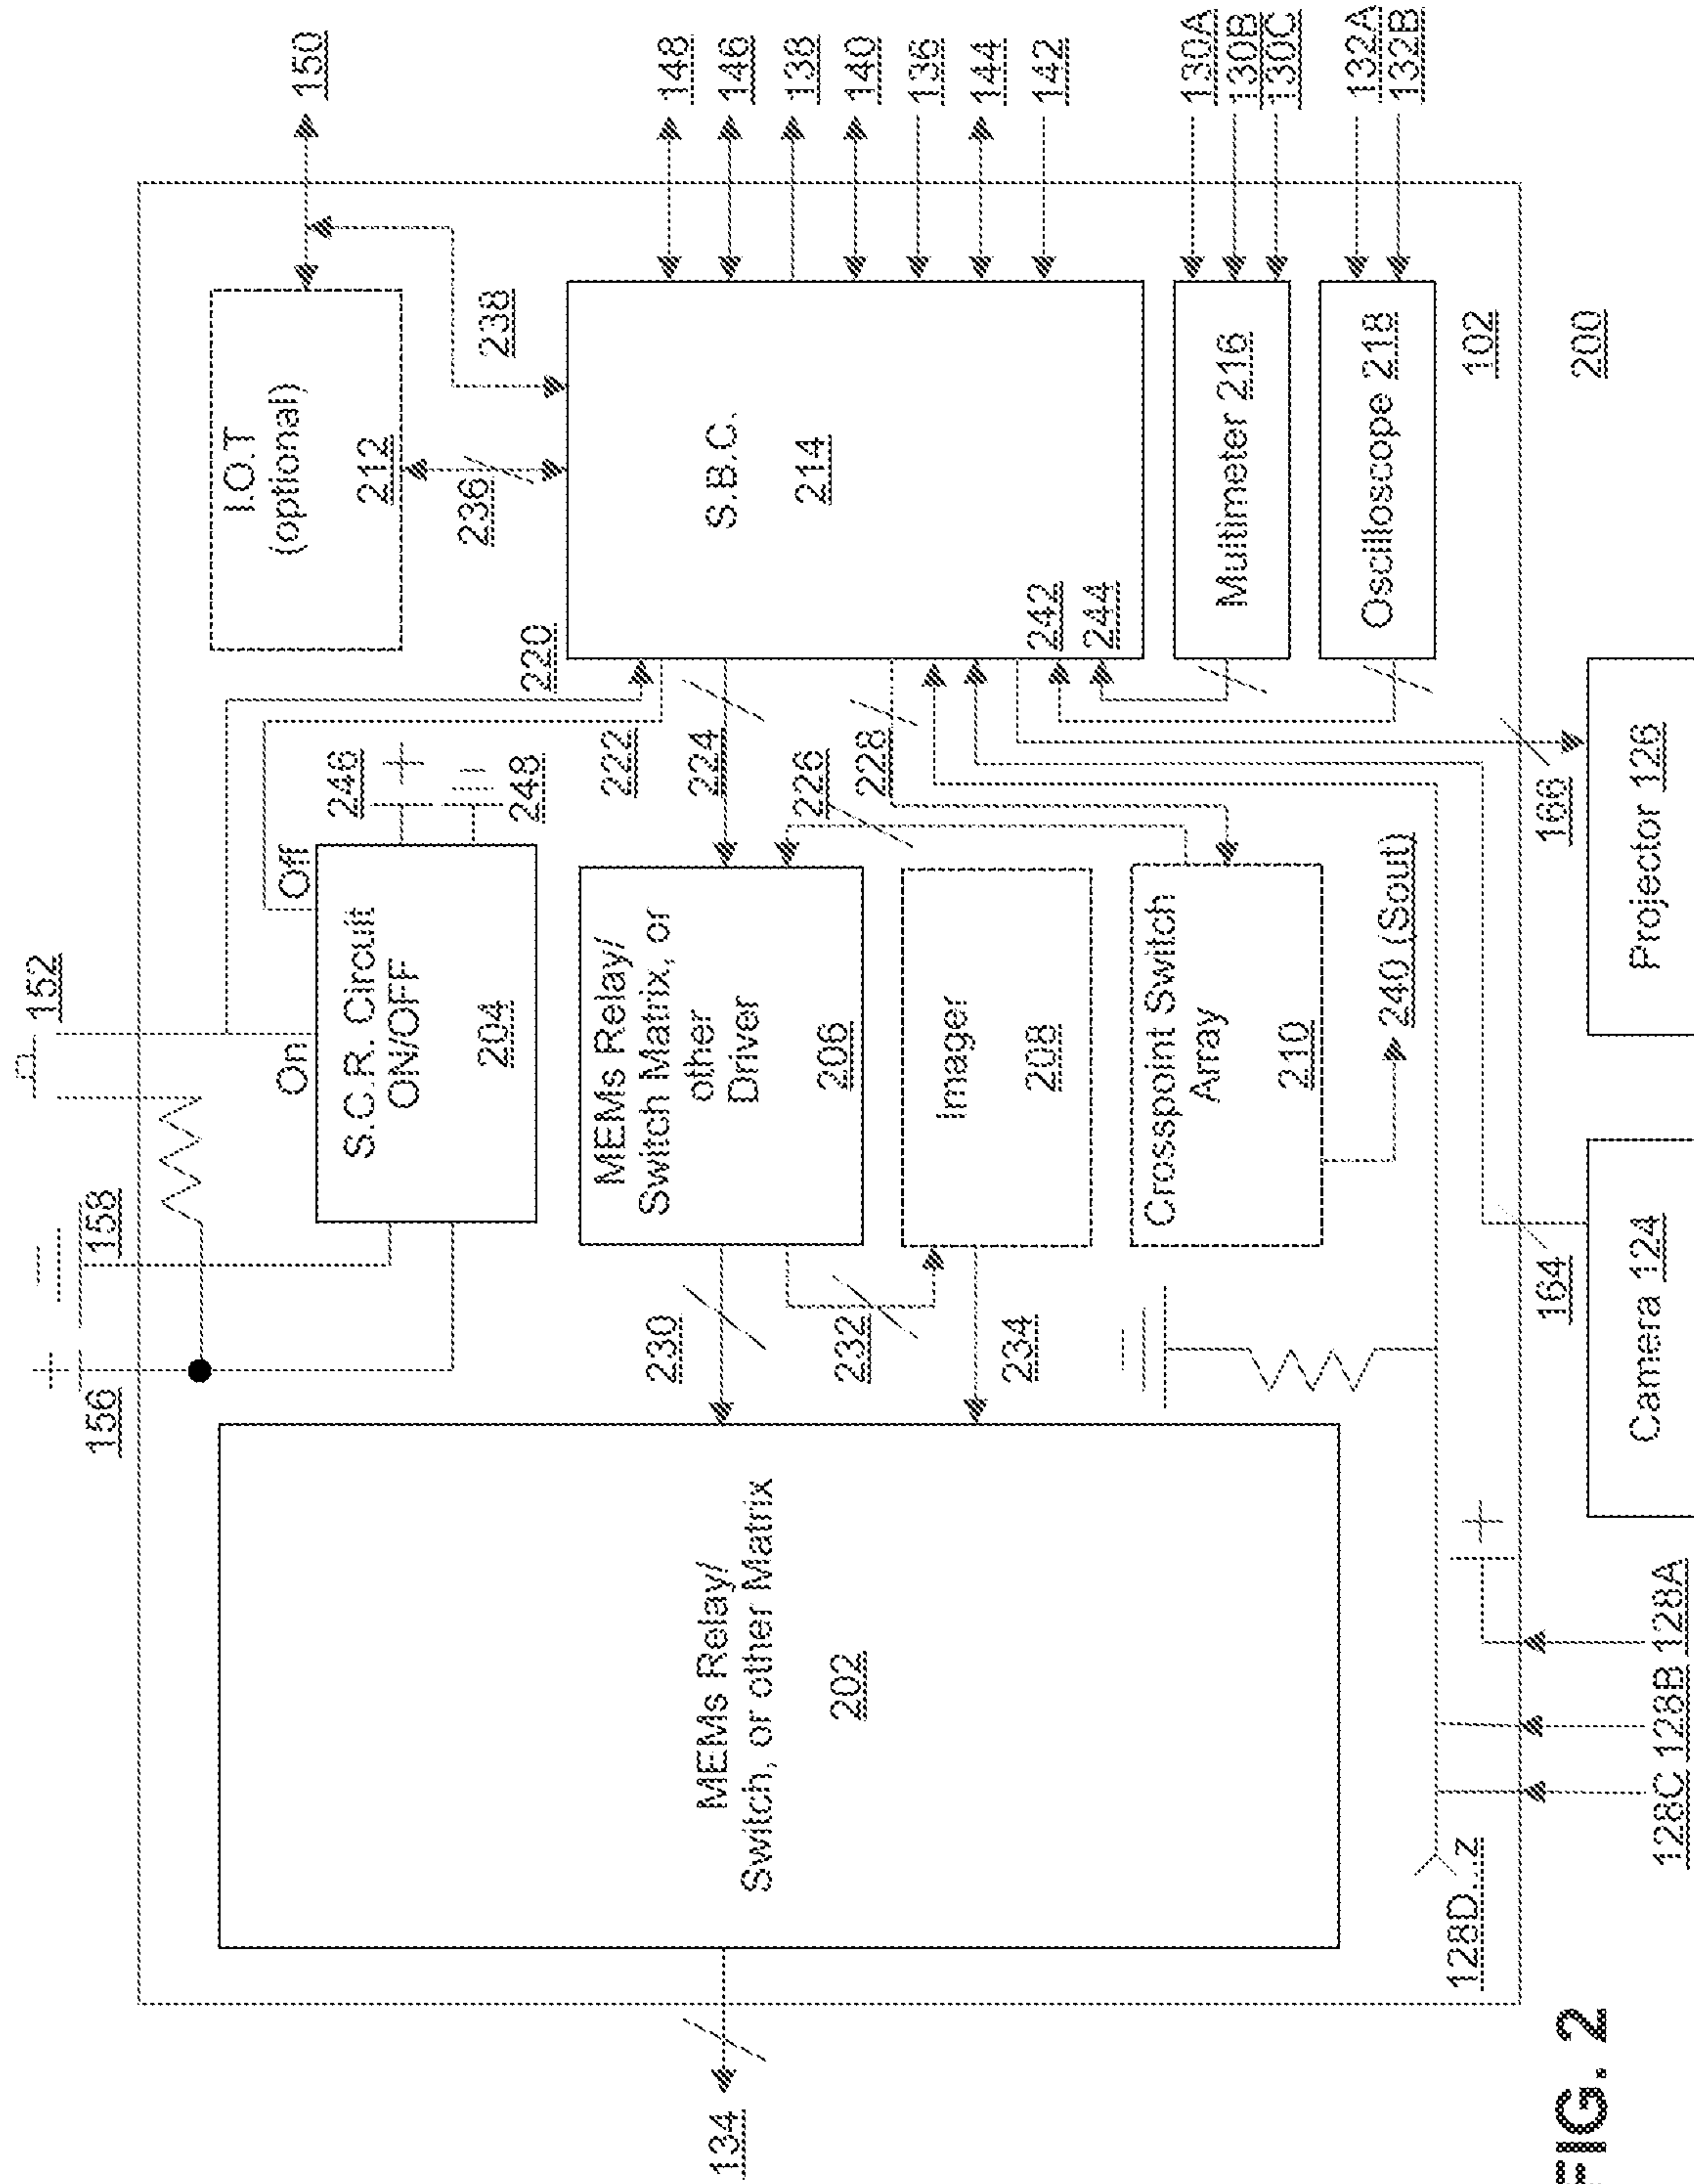 134
MEMs Relay/
Switch, or other Matrix
202
156
158
152
On
Off
S.C.R. Circuit
ON/OFF
204
246
+
248
MEMs Relay/
Switch Matrix, or
other
Driver
206
Imager
208
Crosspoint Switch
Array
210
240 (Sout)
230
232
234
220
222
224
226
228
I.O.T
(optional)
212
236
238
S.B.C.
214
242
244
Multimeter 216
Oscilloscope 218
150
148
146
138
140
136
144
142
130A
130B
130C
132A
132B
102
200
128D...z
128C 128B 128A
+
164
Camera 124
166
Projector 126
FIG. 2